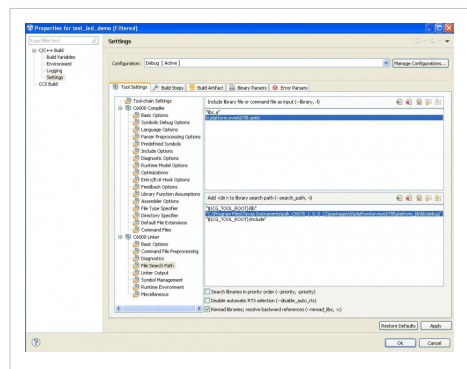 Properties for test_led_demo (Filtered)
type filter text
Settings
C/C++ Build
Build Variables
Environment
Logging
Settings
CCS Build
Configuration: Debug [ Active ]
Manage Configurations...
Tool Settings
Build Steps
Build Artifact
Binary Parsers
Error Parsers
Tool-chain Settings
C6000 Compiler
Basic Options
Symbolic Debug Options
Language Options
Parser Preprocessing Options
Predefined Symbols
Include Options
Diagnostic Options
Runtime Model Options
Optimizations
Entry/Exit Hook Options
Feedback Options
Library Function Assumptions
Assembler Options
File Type Specifier
Directory Specifier
Default File Extensions
Command Files
C6000 Linker
Basic Options
Command File Preprocessing
Diagnostics
File Search Path
Linker Output
Symbol Management
Runtime Environment
Miscellaneous
Include library file or command file as input (--library, -l)
"libc.a"
Add <dir> to library search path (--search_path, -i)
"${CG_TOOL_ROOT}/lib"
"${CG_TOOL_ROOT}/include"
Search libraries in priority order (--priority, -priority)
Disable automatic RTS selection (--disable_auto_rts)
Reread libraries; resolve backward references (--reread_libs, -x)
Restore Defaults
Apply
OK
Cancel